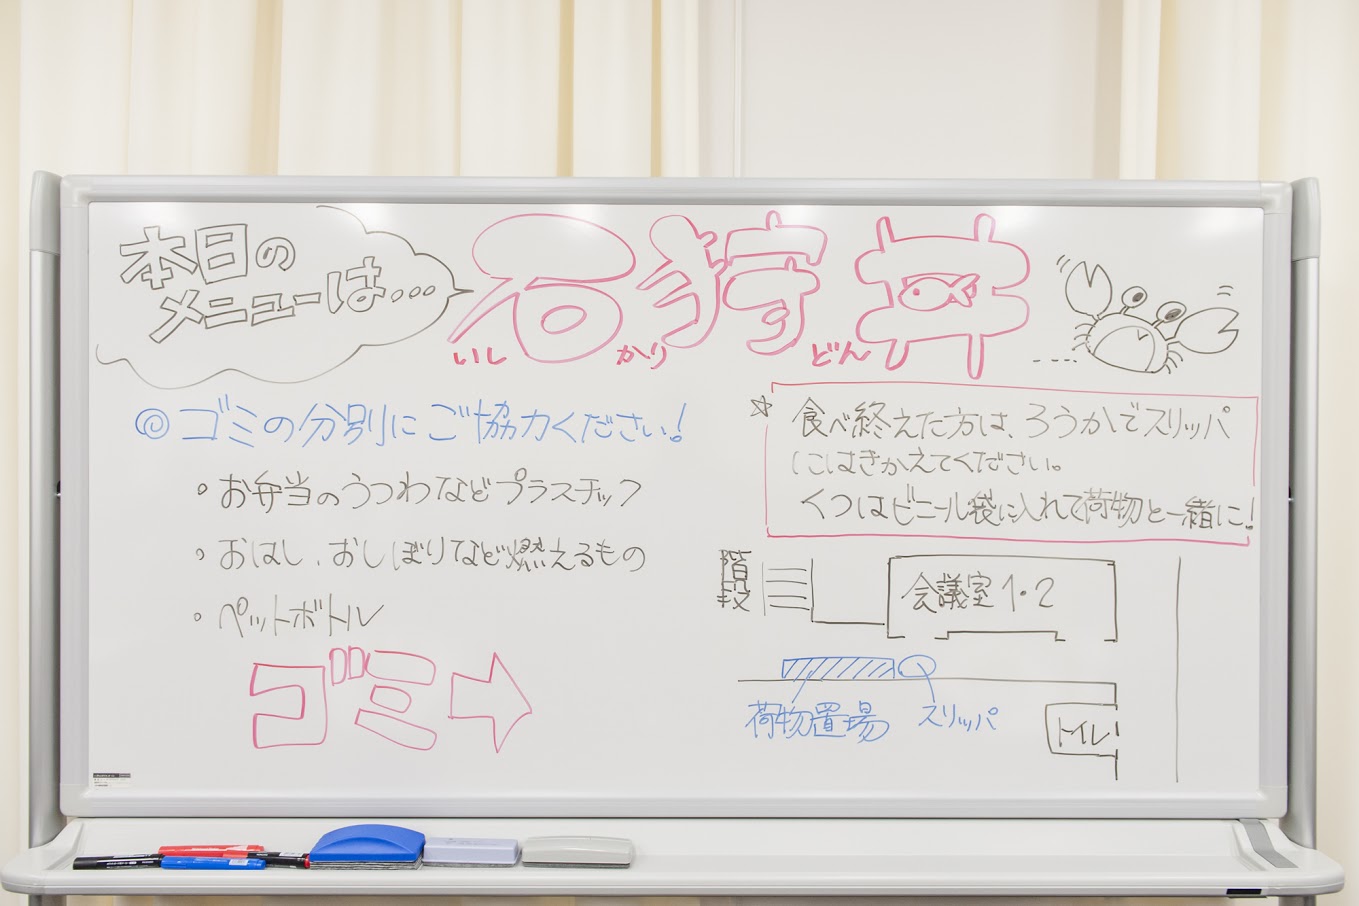 本日の
メニューは...
石狩丼
いし かり どん
◎ ゴミの分別にご協力ください!
・お弁当のうつわなどプラスチック
・おはし、おしぼりなど燃えるもの
・ペットボトル
ゴミ→
☆ 食べ終えた方は、ろうかでスリッパ
にはきかえてください。
くつはビニール袋に入れて荷物と一緒に!
階段
会議室1・2
荷物置場
スリッパ
トイレ